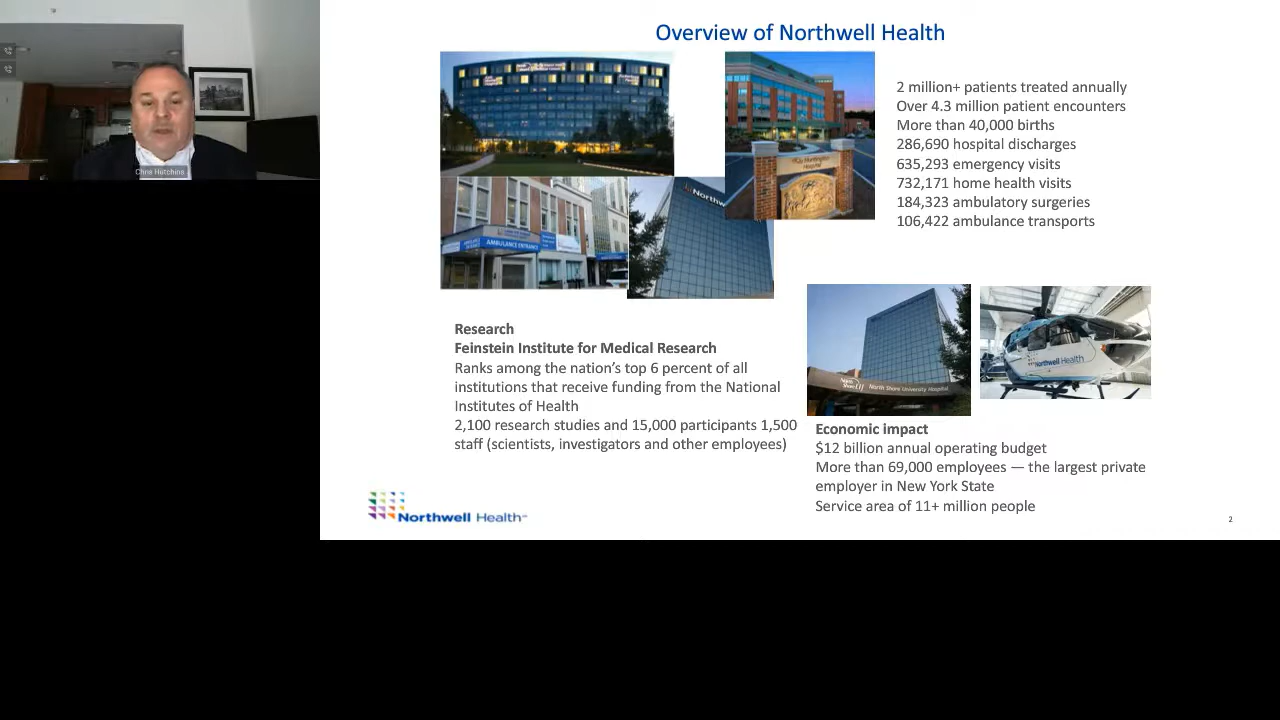 Overview of Northwell Health
Chris Hutchins
2 million+ patients treated annually
Over 4.3 million patient encounters
More than 40,000 births
286,690 hospital discharges
635,293 emergency visits
732,171 home health visits
184,323 ambulatory surgeries
106,422 ambulance transports
Huntington
Hospital
AMBULANCE ENTRANCE
Northw
Research
Feinstein Institute for Medical Research
Ranks among the nation's top 6 percent of all
institutions that receive funding from the National
Institutes of Health
2,100 research studies and 15,000 participants 1,500
staff (scientists, investigators and other employees)
North Shore University Hospital
Northwell Health
Economic impact
$12 billion annual operating budget
More than 69,000 employees — the largest private
employer in New York State
Service area of 11+ million people
Northwell Health℠
2